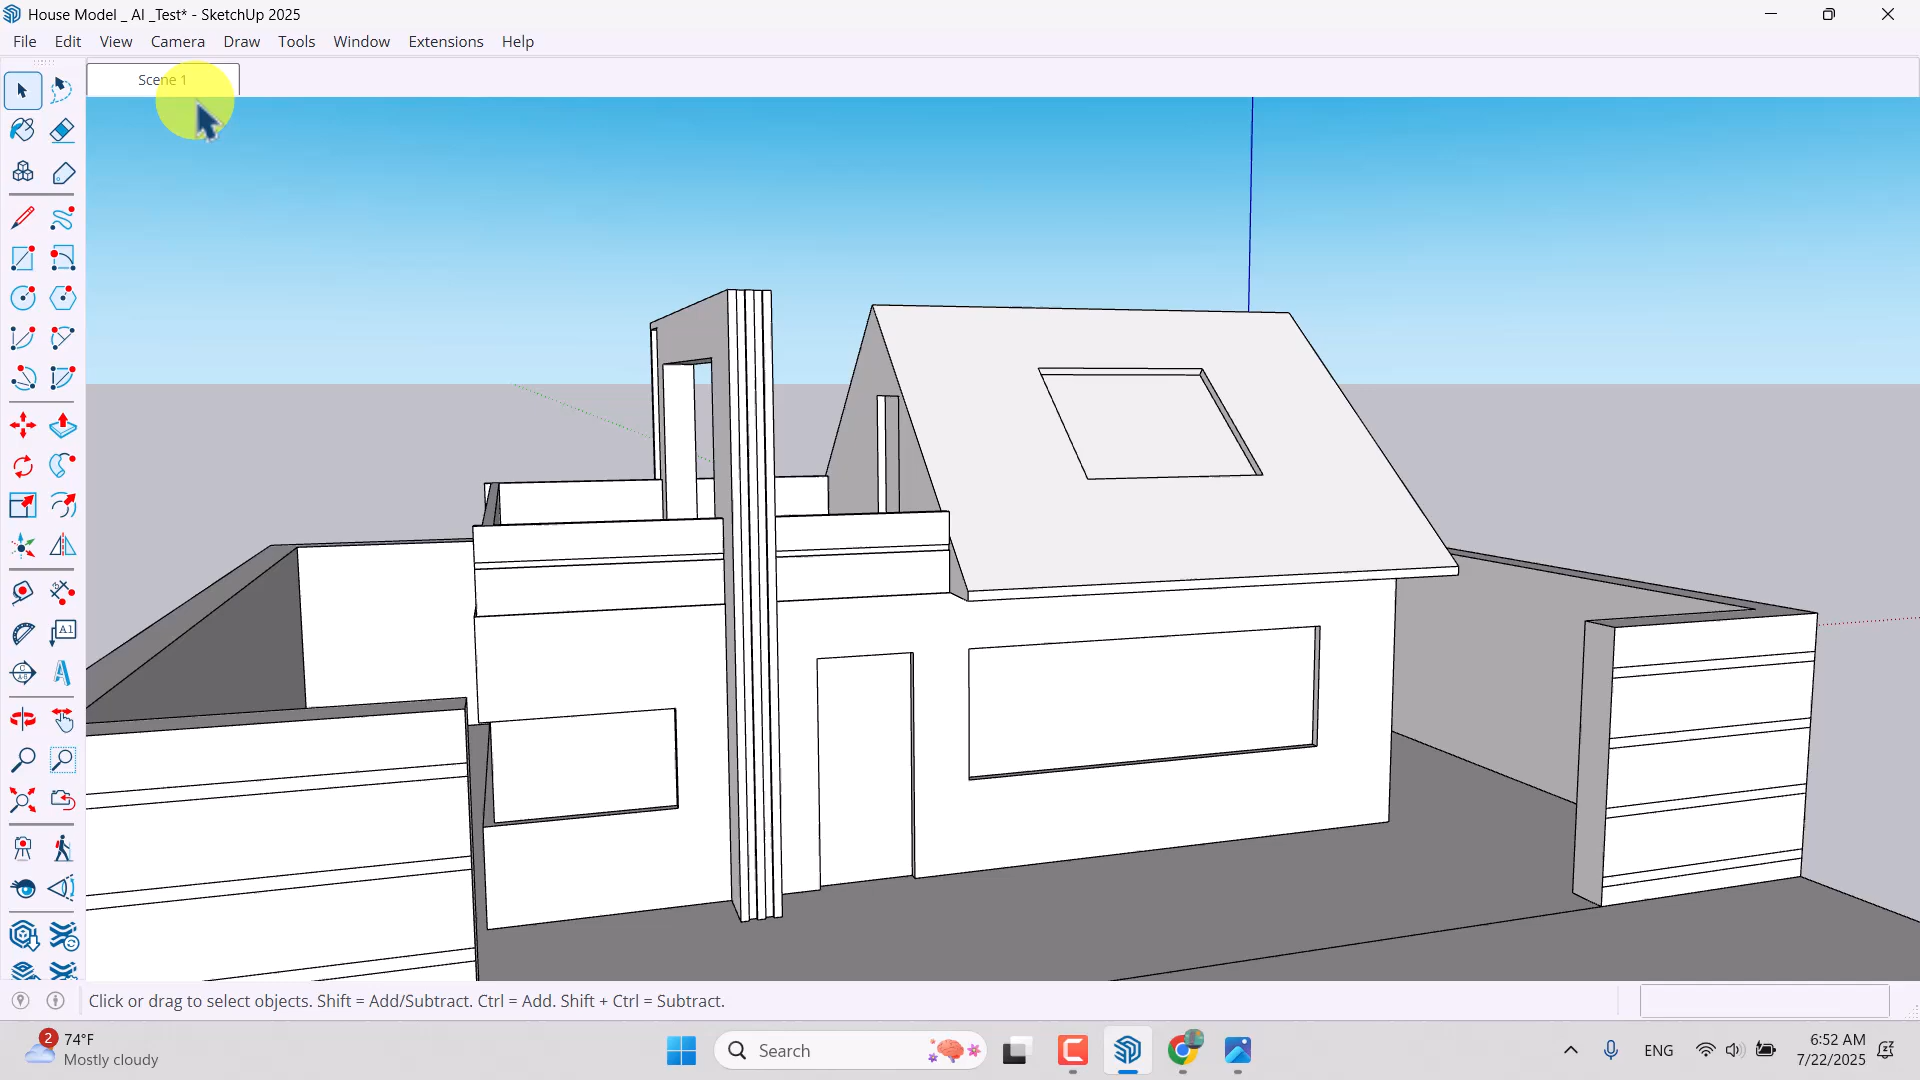 House Model _ AI _Test* - SketchUp 2025
File Edit View Camera Draw Tools Window Extensions Help
Scene 1
A1
Click or drag to select objects. Shift = Add/Subtract. Ctrl = Add. Shift + Ctrl = Subtract.
2
74°F
Mostly cloudy
Search
ENG
6:52 AM
7/22/2025